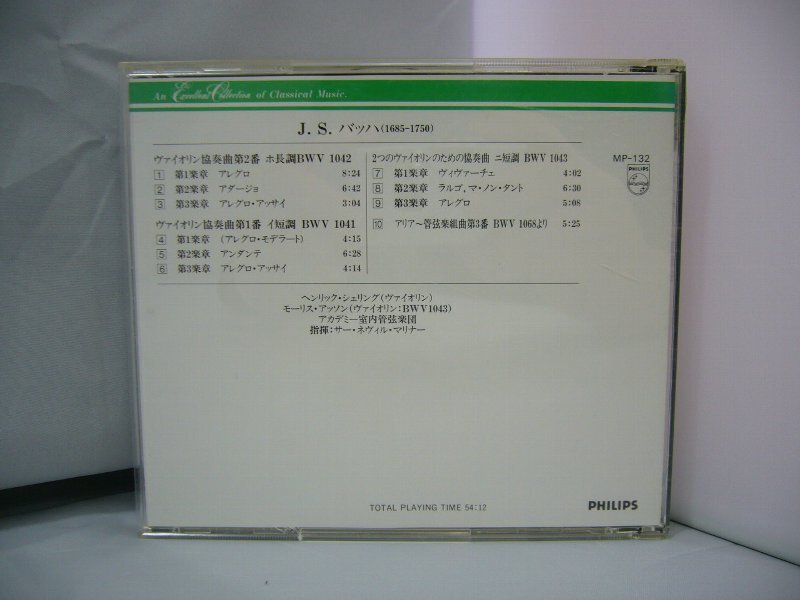 An Excellent Collection of Classical Music.
J. S. バッハ(1685-1750)
ヴァイオリン協奏曲第2番 ホ長調BWV 1042
1 第1楽章 アレグロ 8:24
2 第2楽章 アダージョ 6:42
3 第3楽章 アレグロ・アッサイ 3:04
ヴァイオリン協奏曲第1番 イ短調 BWV 1041
4 第1楽章 (アレグロ・モデラート) 4:15
5 第2楽章 アンダンテ 6:28
6 第3楽章 アレグロ・アッサイ 4:14
2つのヴァイオリンのための協奏曲 ニ短調 BWV 1043
7 第1楽章 ヴィヴァーチェ 4:02
8 第2楽章 ラルゴ, マ・ノン・タント 6:30
9 第3楽章 アレグロ 5:08
10 アリア〜管弦楽組曲第3番 BWV 1068より 5:25
MP-132
PHILIPS
ヘンリック・シェリング(ヴァイオリン)
モーリス・アッソン(ヴァイオリン:BWV1043)
アカデミー室内管弦楽団
指揮:サー・ネヴィル・マリナー
TOTAL PLAYING TIME 54:12
PHILIPS